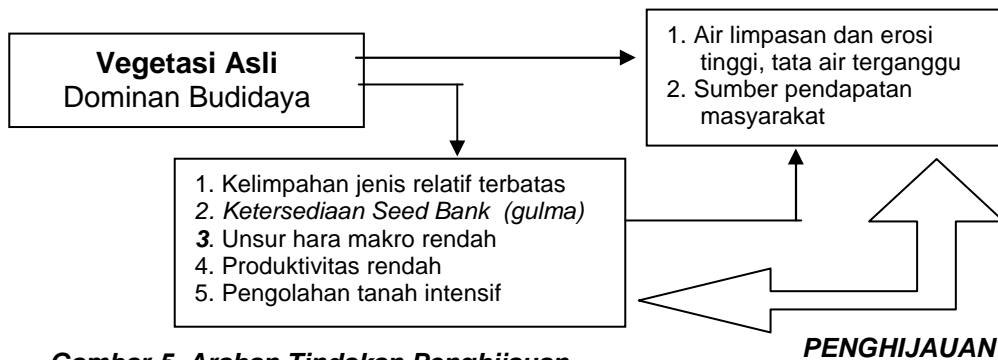 Vegetasi Asli
Dominan Budidaya
1. Air limpasan dan erosi
tinggi, tata air terganggu
2. Sumber pendapatan
masyarakat
1. Kelimpahan jenis relatif terbatas
2. Ketersediaan Seed Bank (gulma)
3. Unsur hara makro rendah
4. Produktivitas rendah
5. Pengolahan tanah intensif
PENGHIJAUAN
Gambar 5. Arahan Tindakan Penghijauan